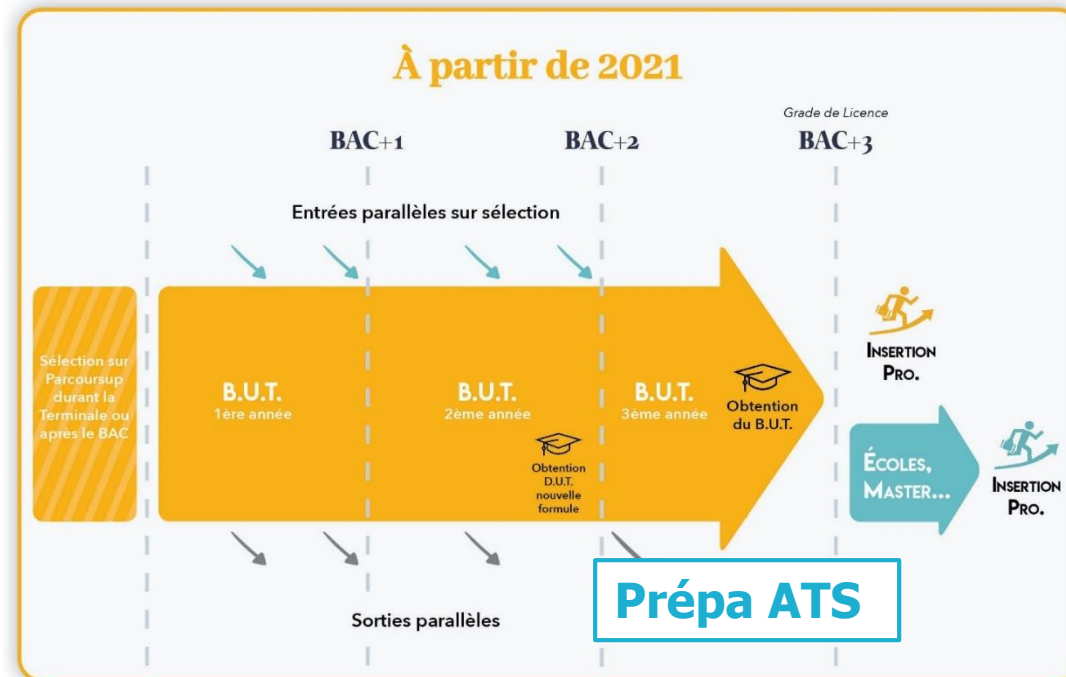 À partir de 2021
Grade de Licence
BAC+1
BAC+2
BAC+3
Entrées parallèles sur sélection
Sélection sur
Parcoursup
durant la
Terminale ou
après le BAC
B.U.T.
1ère année
B.U.T.
2ème année
Obtention
D.U.T.
nouvelle
formule
B.U.T.
3ème année
Obtention
du B.U.T.
INSERTION
PRO.
ÉCOLES,
MASTER...
INSERTION
PRO.
Prépa ATS
Sorties parallèles